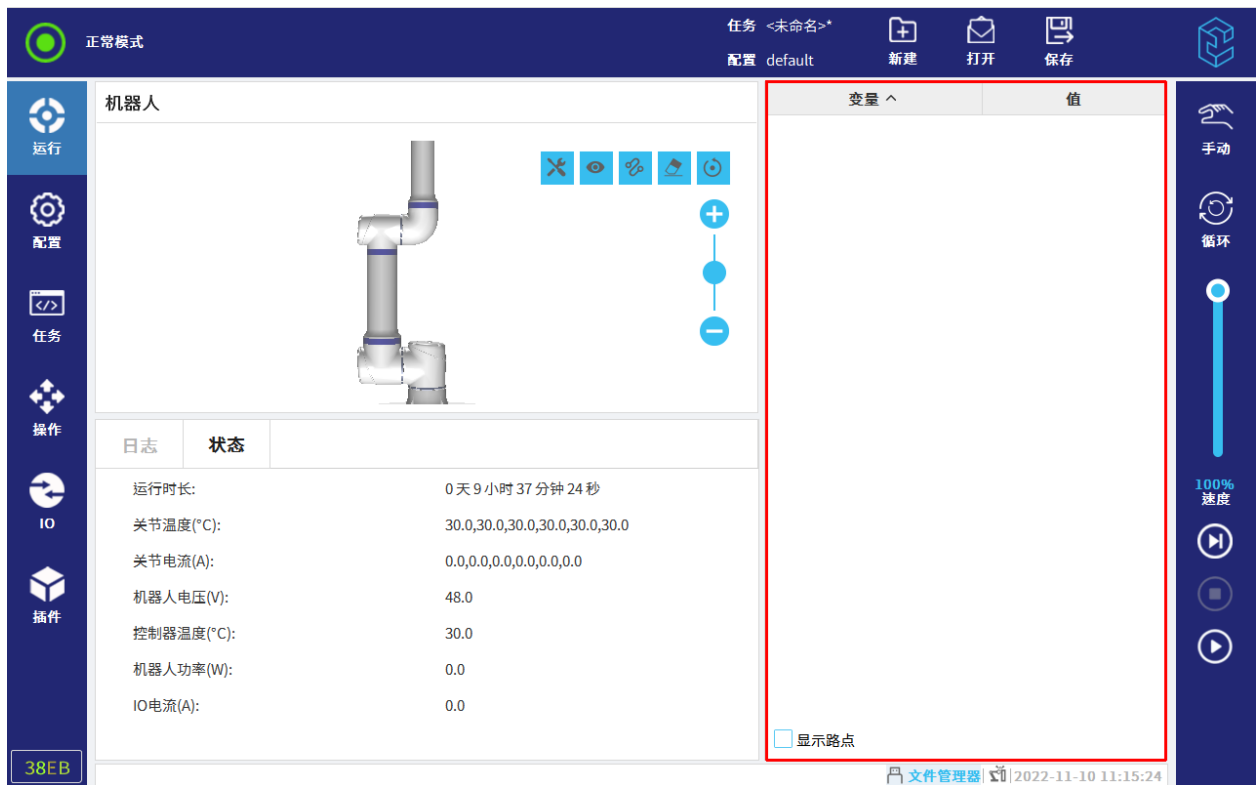 正常模式
任务 <未命名>*
配置 default
新建
打开
保存
运行
配置
任务
操作
IO
插件
38EB
机器人
日志
状态
运行时长: 0 天 9 小时 37 分钟 24 秒
关节温度(°C): 30.0,30.0,30.0,30.0,30.0,30.0
关节电流(A): 0.0,0.0,0.0,0.0,0.0,0.0
机器人电压(V): 48.0
控制器温度(°C): 30.0
机器人功率(W): 0.0
IO电流(A): 0.0
变量 值
显示路点
手动
循环
100%
速度
文件管理器 2022-11-10 11:15:24